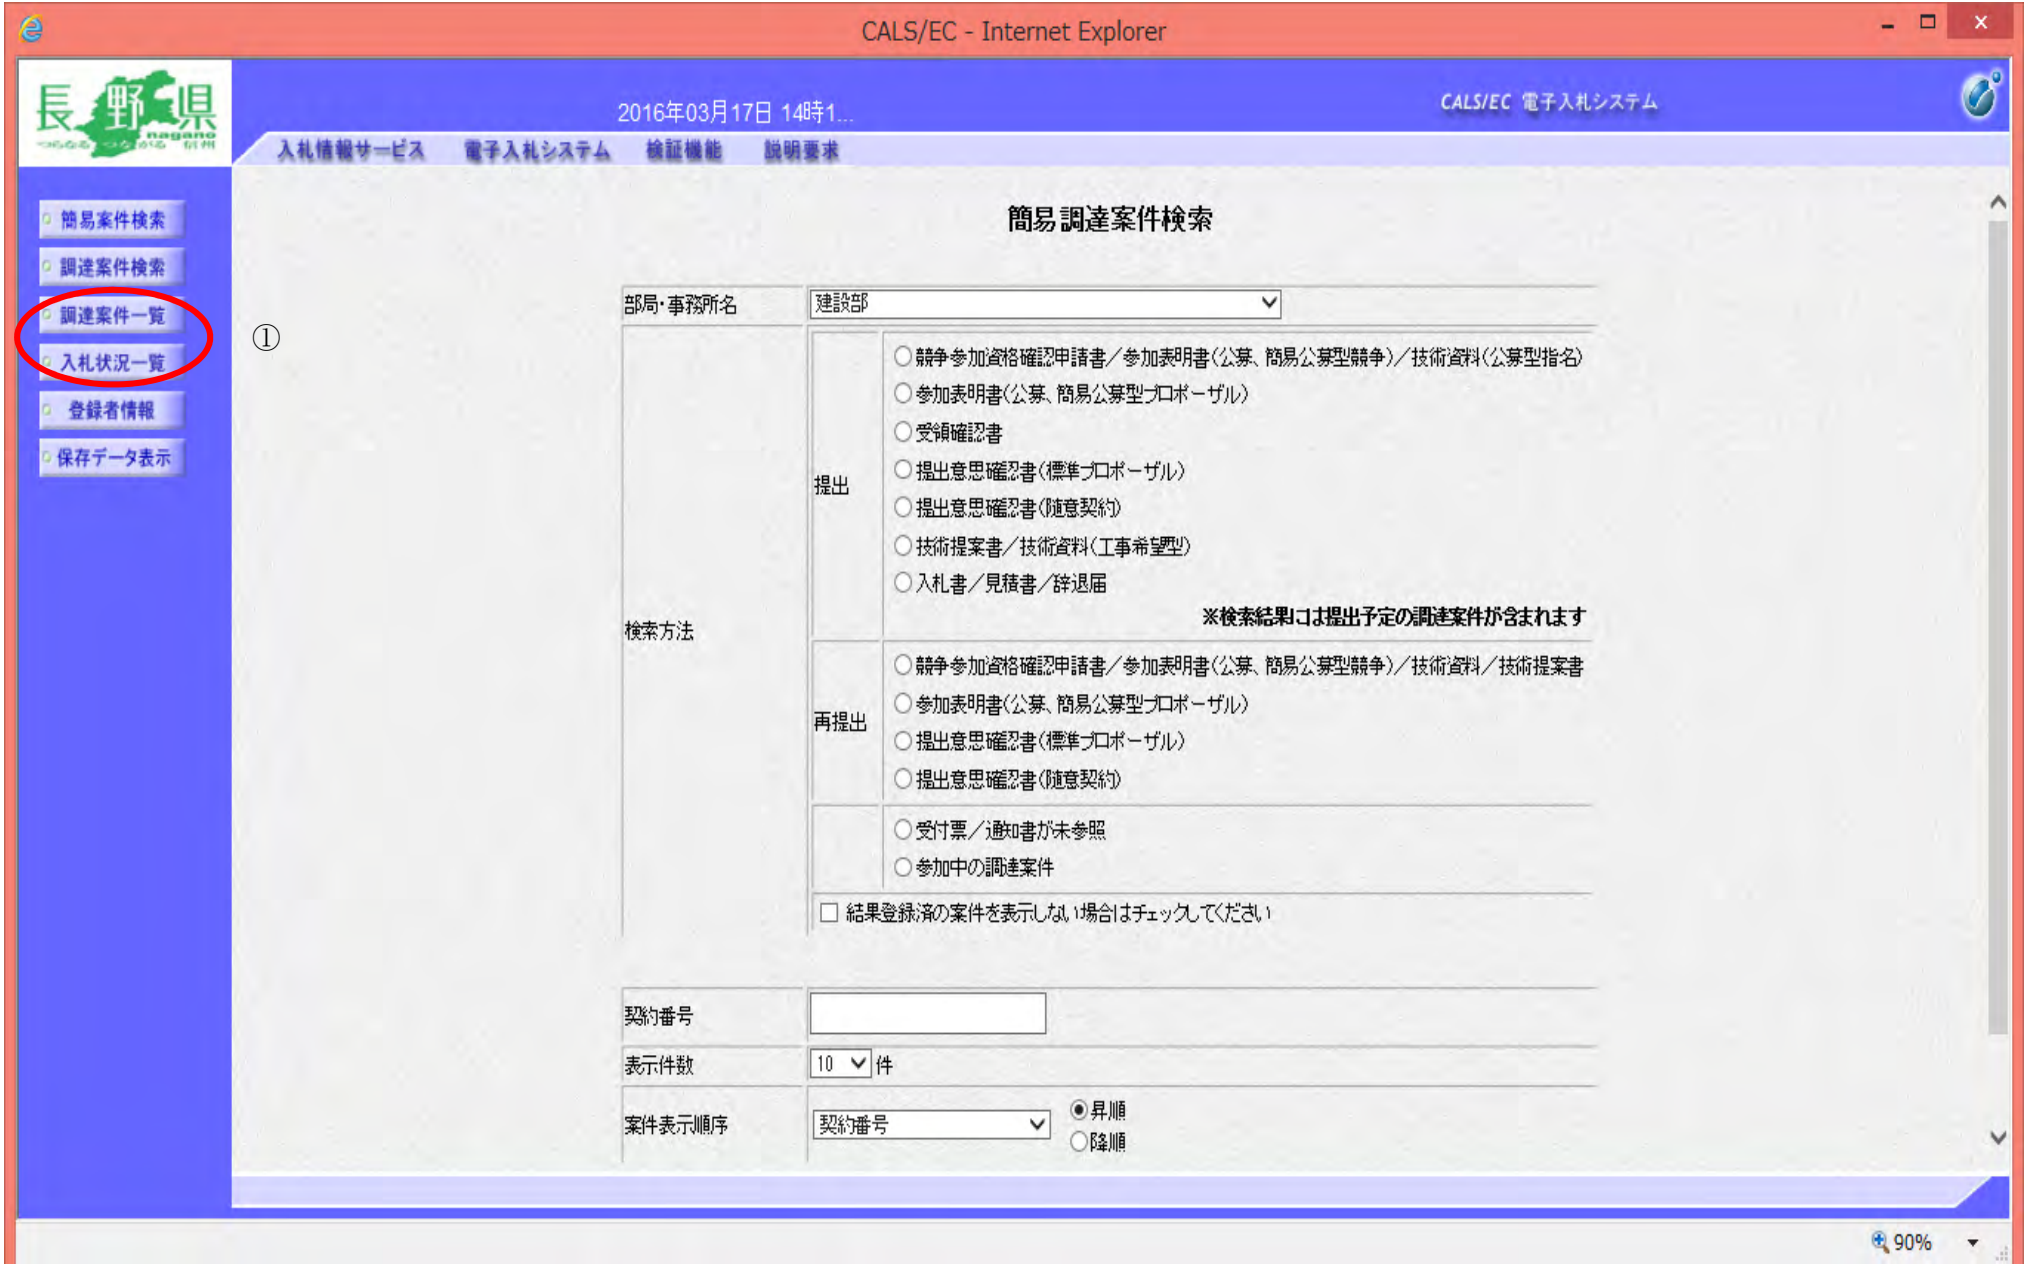 CALS/EC - Internet Explorer
長野県
nagano
つらなる つながる 信州
2016年03月17日 14時1...
CALS/EC 電子入札システム
入札情報サービス 電子入札システム 検証機能 説明要求
簡易案件検索
調達案件検索
調達案件一覧
入札状況一覧
登録者情報
保存データ表示
①
簡易調達案件検索
部局・事務所名 建設部
検索方法
提出
競争参加資格確認申請書／参加表明書(公募、簡易公募型競争)／技術資料(公募型指名)
参加表明書(公募、簡易公募型プロポーザル)
受領確認書
提出意思確認書(標準プロポーザル)
提出意思確認書(随意契約)
技術提案書／技術資料(工事希望型)
入札書／見積書／辞退届
※検索結果には提出予定の調達案件が含まれます
再提出
競争参加資格確認申請書／参加表明書(公募、簡易公募型競争)／技術資料／技術提案書
参加表明書(公募、簡易公募型プロポーザル)
提出意思確認書(標準プロポーザル)
提出意思確認書(随意契約)
受付票／通知書が未参照
参加中の調達案件
結果登録済の案件を表示しない場合はチェックしてください
契約番号
表示件数 10 件
案件表示順序 契約番号
昇順
降順
90%